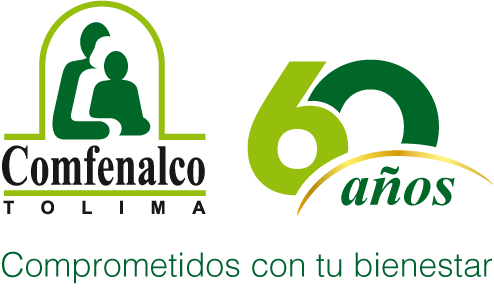 Comfenalco
TOLIMA
60
años
Comprometidos con tu bienestar